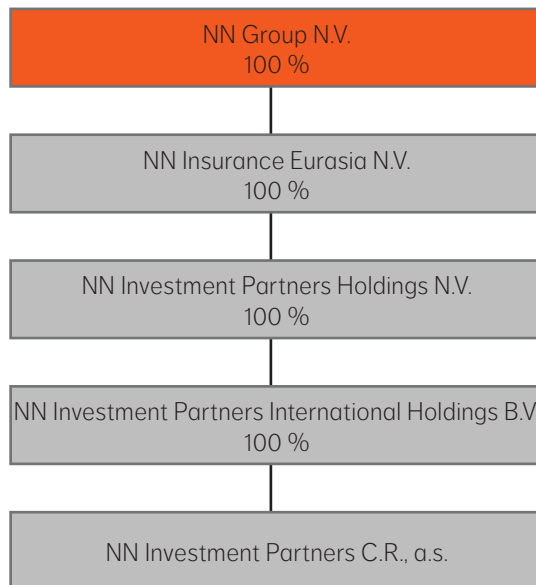 NN Group N.V.
100 %
NN Insurance Eurasia N.V.
100 %
NN Investment Partners Holdings N.V.
100 %
NN Investment Partners International Holdings B.V
100 %
NN Investment Partners C.R., a.s.